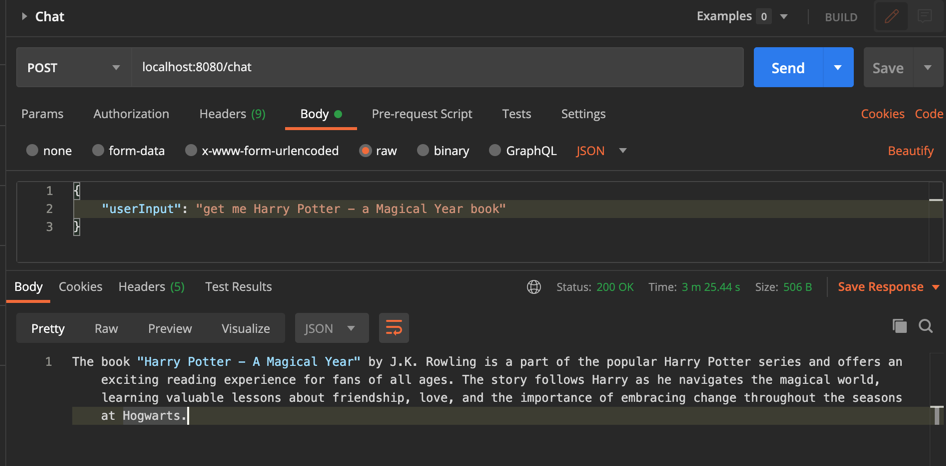 Chat Examples 0 BUILD
POST localhost:8080/chat Send Save
Params Authorization Headers (9) Body Pre-request Script Tests Settings Cookies Code
none form-data x-www-form-urlencoded raw binary GraphQL JSON Beautify
1 {
2 "userInput": "get me Harry Potter – a Magical Year book"
3 }
Body Cookies Headers (5) Test Results Status: 200 OK Time: 3 m 25.44 s Size: 506 B Save Response
Pretty Raw Preview Visualize JSON
1 The book "Harry Potter – A Magical Year" by J.K. Rowling is a part of the popular Harry Potter series and offers an
exciting reading experience for fans of all ages. The story follows Harry as he navigates the magical world,
learning valuable lessons about friendship, love, and the importance of embracing change throughout the seasons
at Hogwarts.